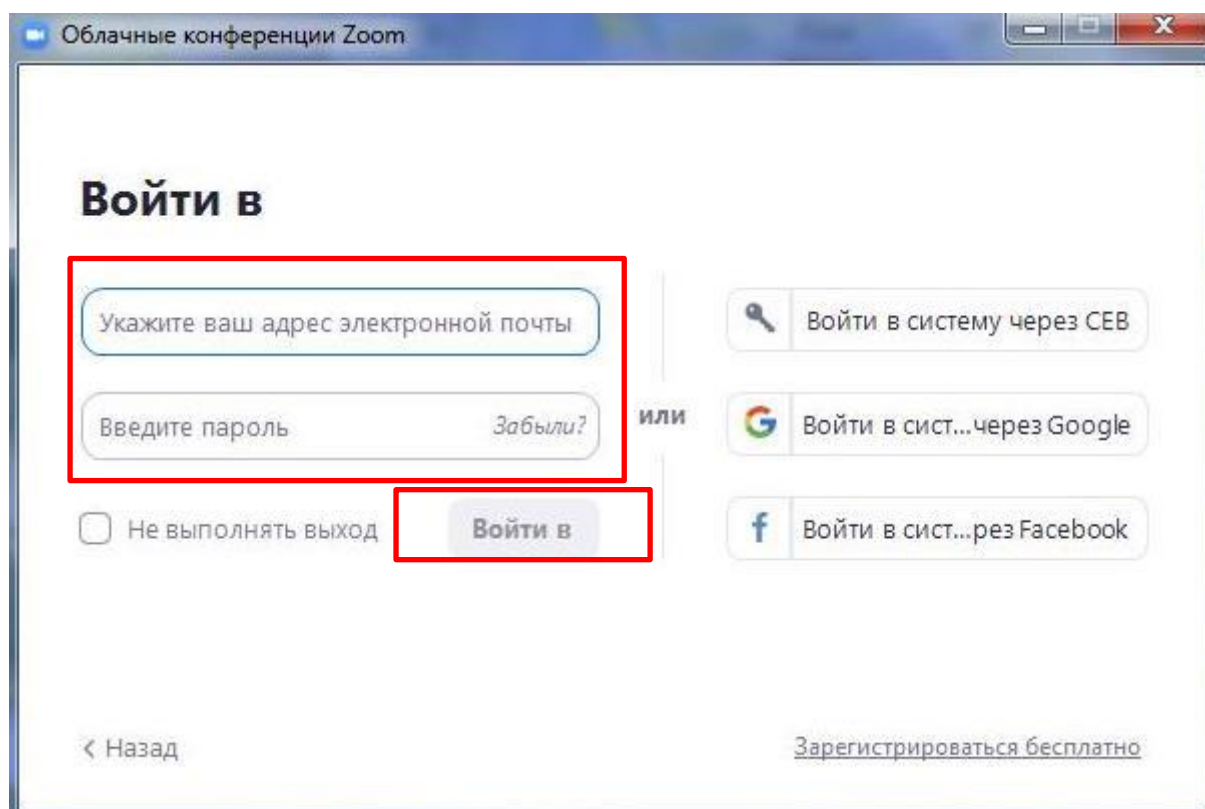 Облачные конференции Zoom
Войти в
Укажите ваш адрес электронной почты
Введите пароль
Забыли?
Не выполнять выход
Войти в
или
Войти в систему через СЕВ
Войти в сист...через Google
Войти в сист...рез Facebook
< Назад
Зарегистрироваться бесплатно